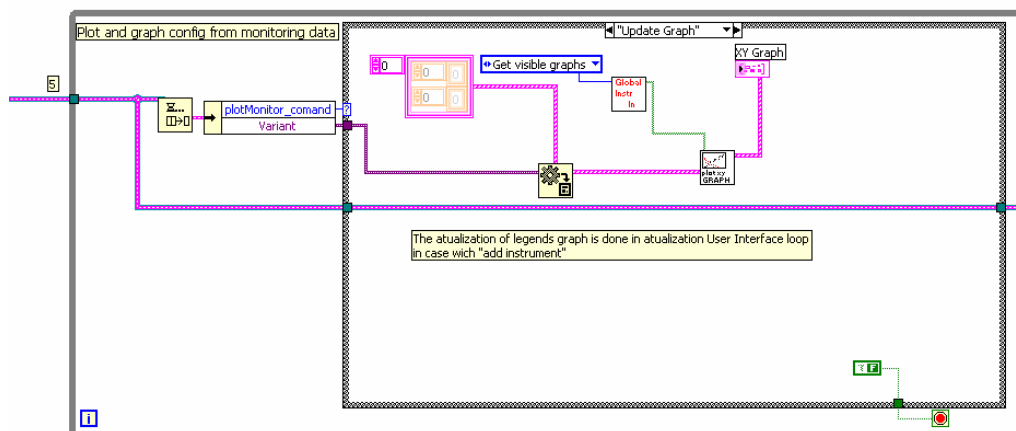 Plot and graph config from monitoring data
"Update Graph"
XY Graph
0
0
0
0
0
Get visible graphs
Global
Instr
In
5
plotMonitor_comand
Variant
?
plot xy
GRAPH
The atualization of legends graph is done in atualization User Interface loop
in case wich "add instrument"
F
i